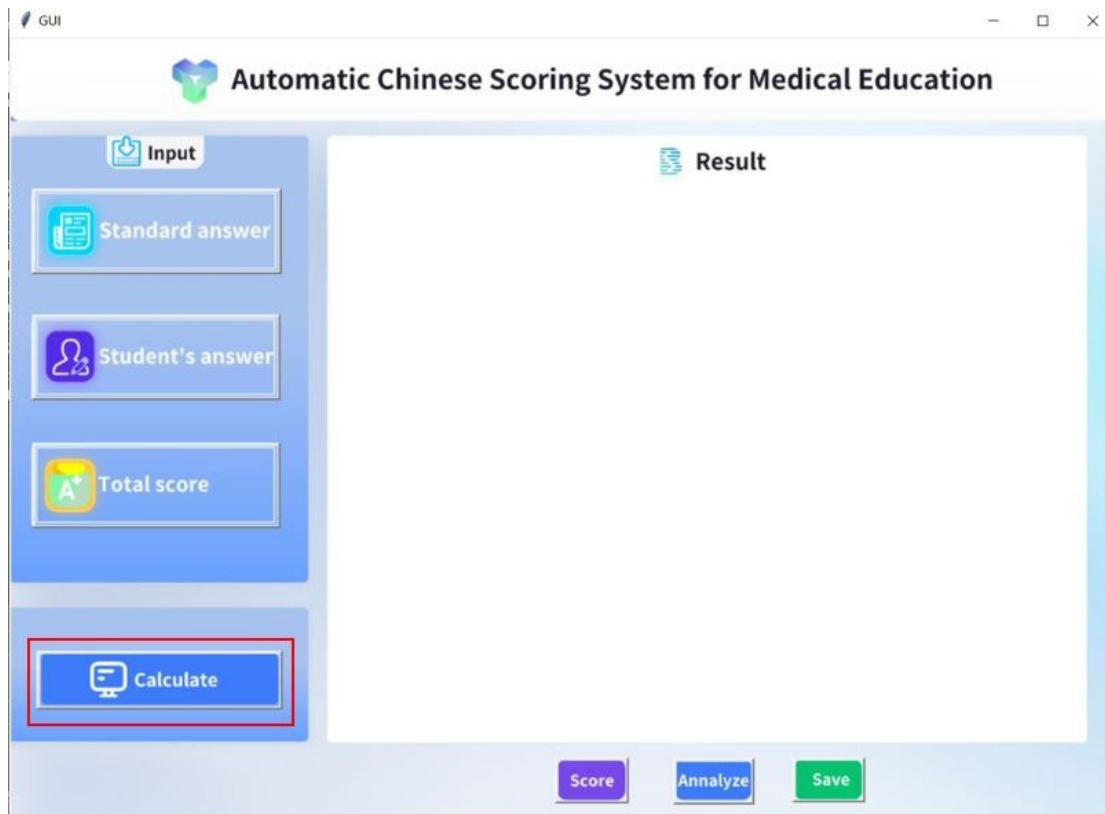 GUI
Automatic Chinese Scoring System for Medical Education
Input
Standard answer
Student's answer
Total score
Calculate
Result
Score
Annalyze
Save